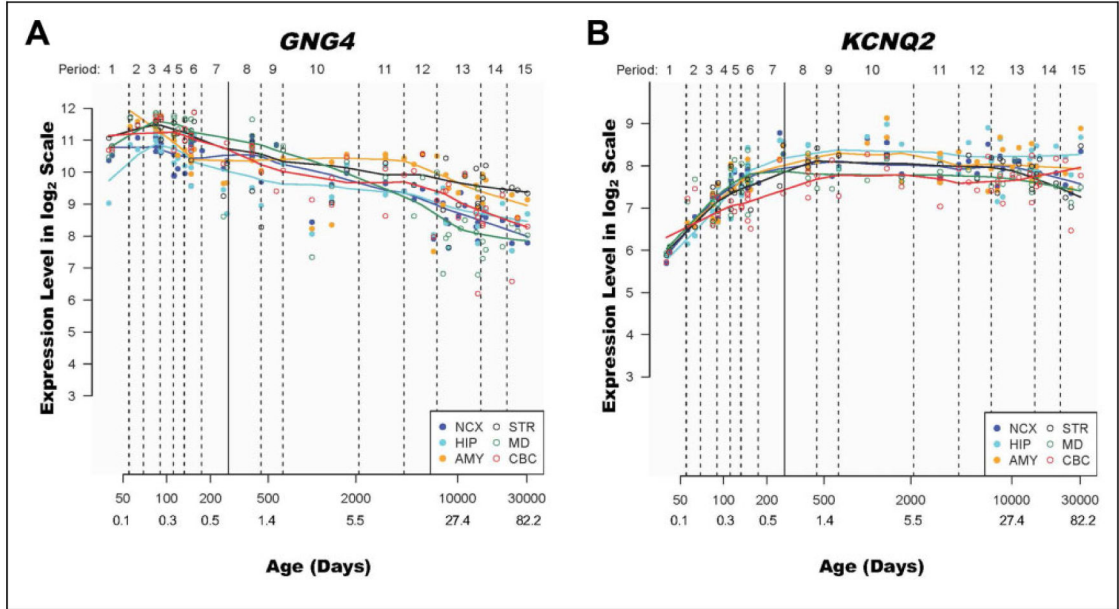 A
GNG4
Period: 1 2 3 4 5 6 7 8 9 10 11 12 13 14 15
Expression Level in log2 Scale
12
11
10
9
8
7
6
5
4
3
NCX STR
HIP MD
AMY CBC
50 100 200 500 2000 10000 30000
0.1 0.3 0.5 1.4 5.5 27.4 82.2
Age (Days)
B
KCNQ2
Period: 1 2 3 4 5 6 7 8 9 10 11 12 13 14 15
Expression Level in log2 Scale
9
8
7
6
5
4
3
NCX STR
HIP MD
AMY CBC
50 100 200 500 2000 10000 30000
0.1 0.3 0.5 1.4 5.5 27.4 82.2
Age (Days)